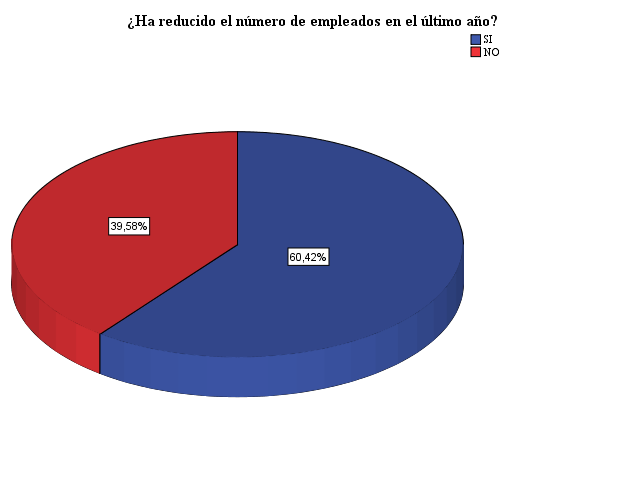 ¿Ha reducido el número de empleados en el último año?
SI
NO
39,58%
60,42%